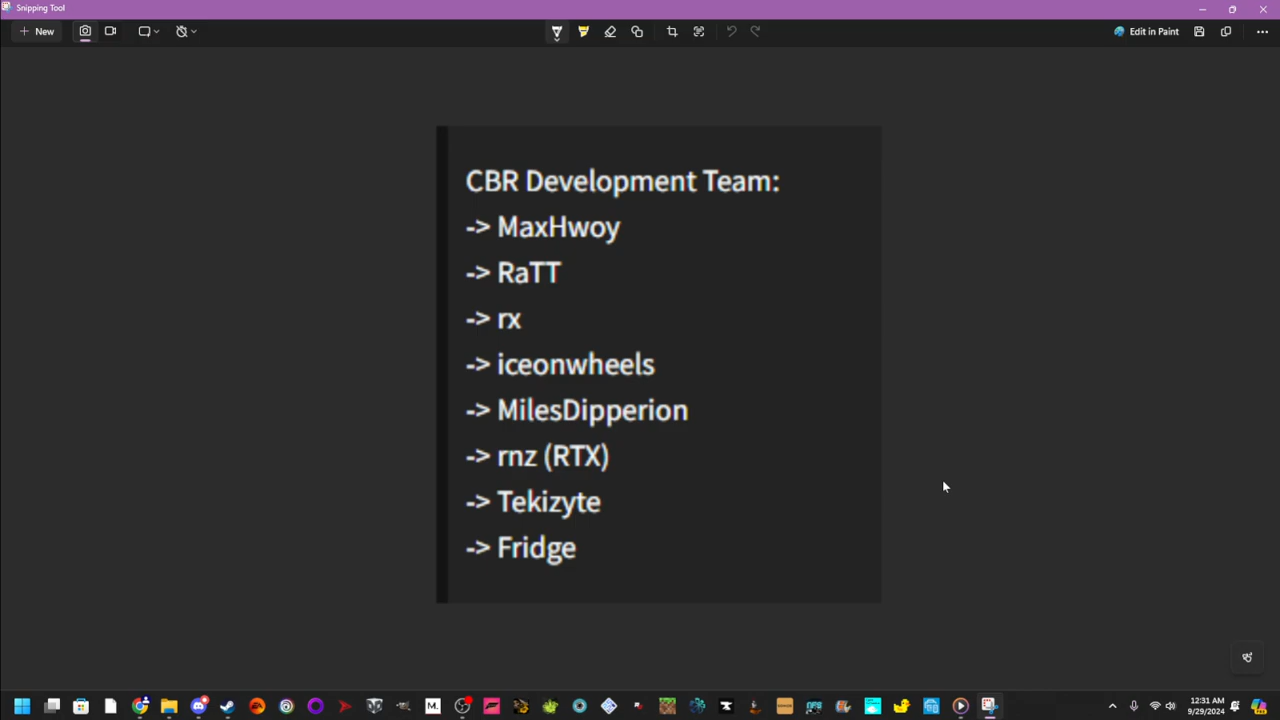 Snipping Tool
New
Edit in Paint
CBR Development Team:
-> MaxHwoy
-> RaTT
-> rx
-> iceonwheels
-> MilesDipperion
-> rnz (RTX)
-> Tekizyte
-> Fridge
M.
12:31 AM
9/29/2024